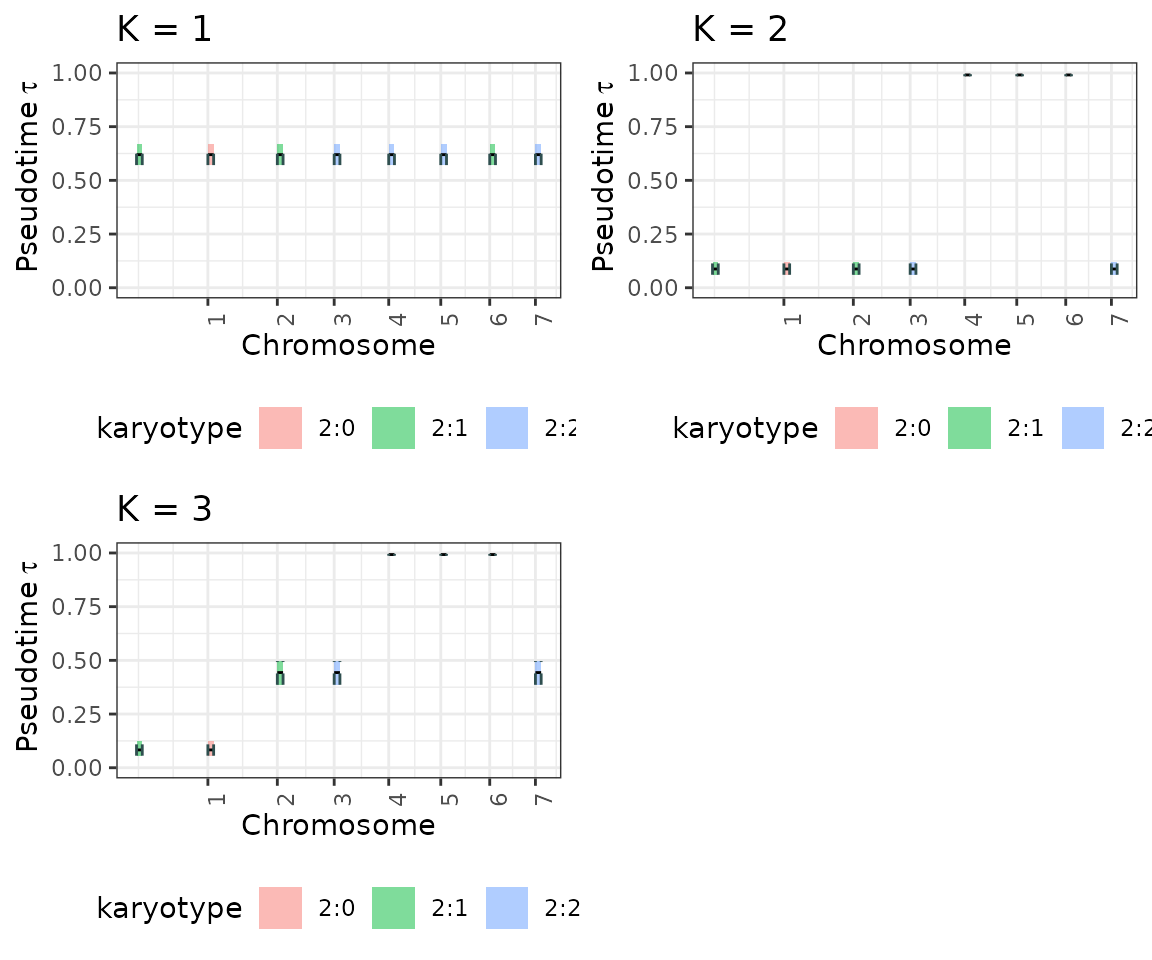 K = 1
Pseudotime τ
1.00
0.75
0.50
0.25
0.00
1 2 3 4 5 6 7
Chromosome
karyotype 2:0 2:1 2:2
K = 2
Pseudotime τ
1.00
0.75
0.50
0.25
0.00
1 2 3 4 5 6 7
Chromosome
karyotype 2:0 2:1 2:2
K = 3
Pseudotime τ
1.00
0.75
0.50
0.25
0.00
1 2 3 4 5 6 7
Chromosome
karyotype 2:0 2:1 2:2